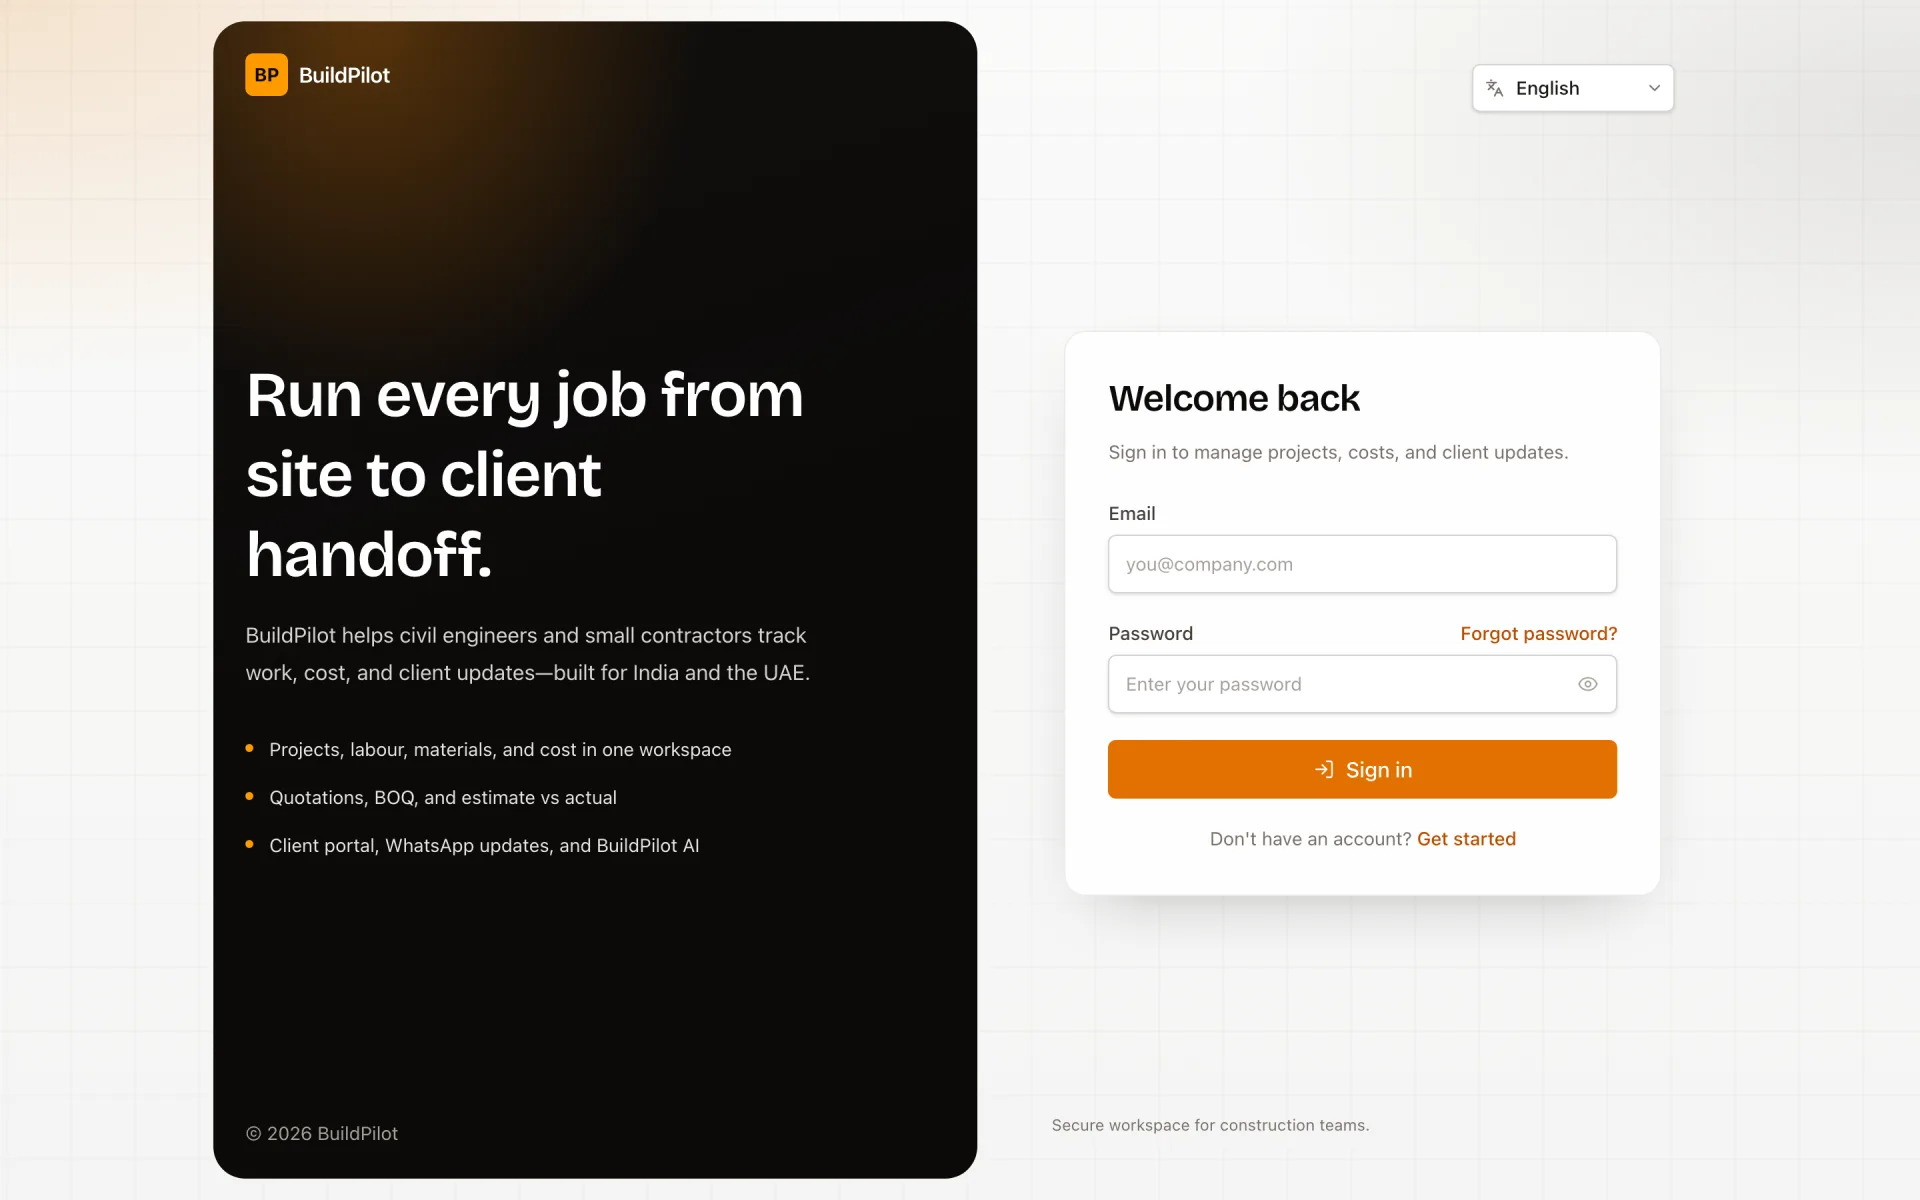 BP BuildPilot
Run every job from
site to client
handoff.
BuildPilot helps civil engineers and small contractors track
work, cost, and client updates—built for India and the UAE.
Projects, labour, materials, and cost in one workspace
Quotations, BOQ, and estimate vs actual
Client portal, WhatsApp updates, and BuildPilot AI
© 2026 BuildPilot
English
Welcome back
Sign in to manage projects, costs, and client updates.
Email
you@company.com
Password Forgot password?
Enter your password
Sign in
Don't have an account? Get started
Secure workspace for construction teams.